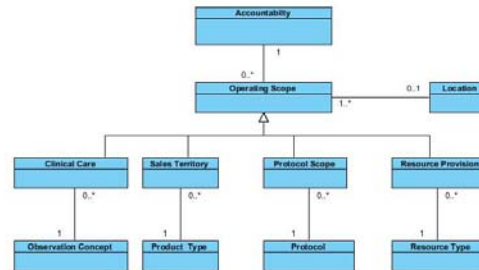 Accountabilty
1
0..*
Operating Scope
0..1
Location
1..*
Clinical Care
Sales Territory
Protocol Scope
Resource Provision
0..*
0..*
0..*
0..*
1
1
1
1
Observation Concept
Product Type
Protocol
Resource Type